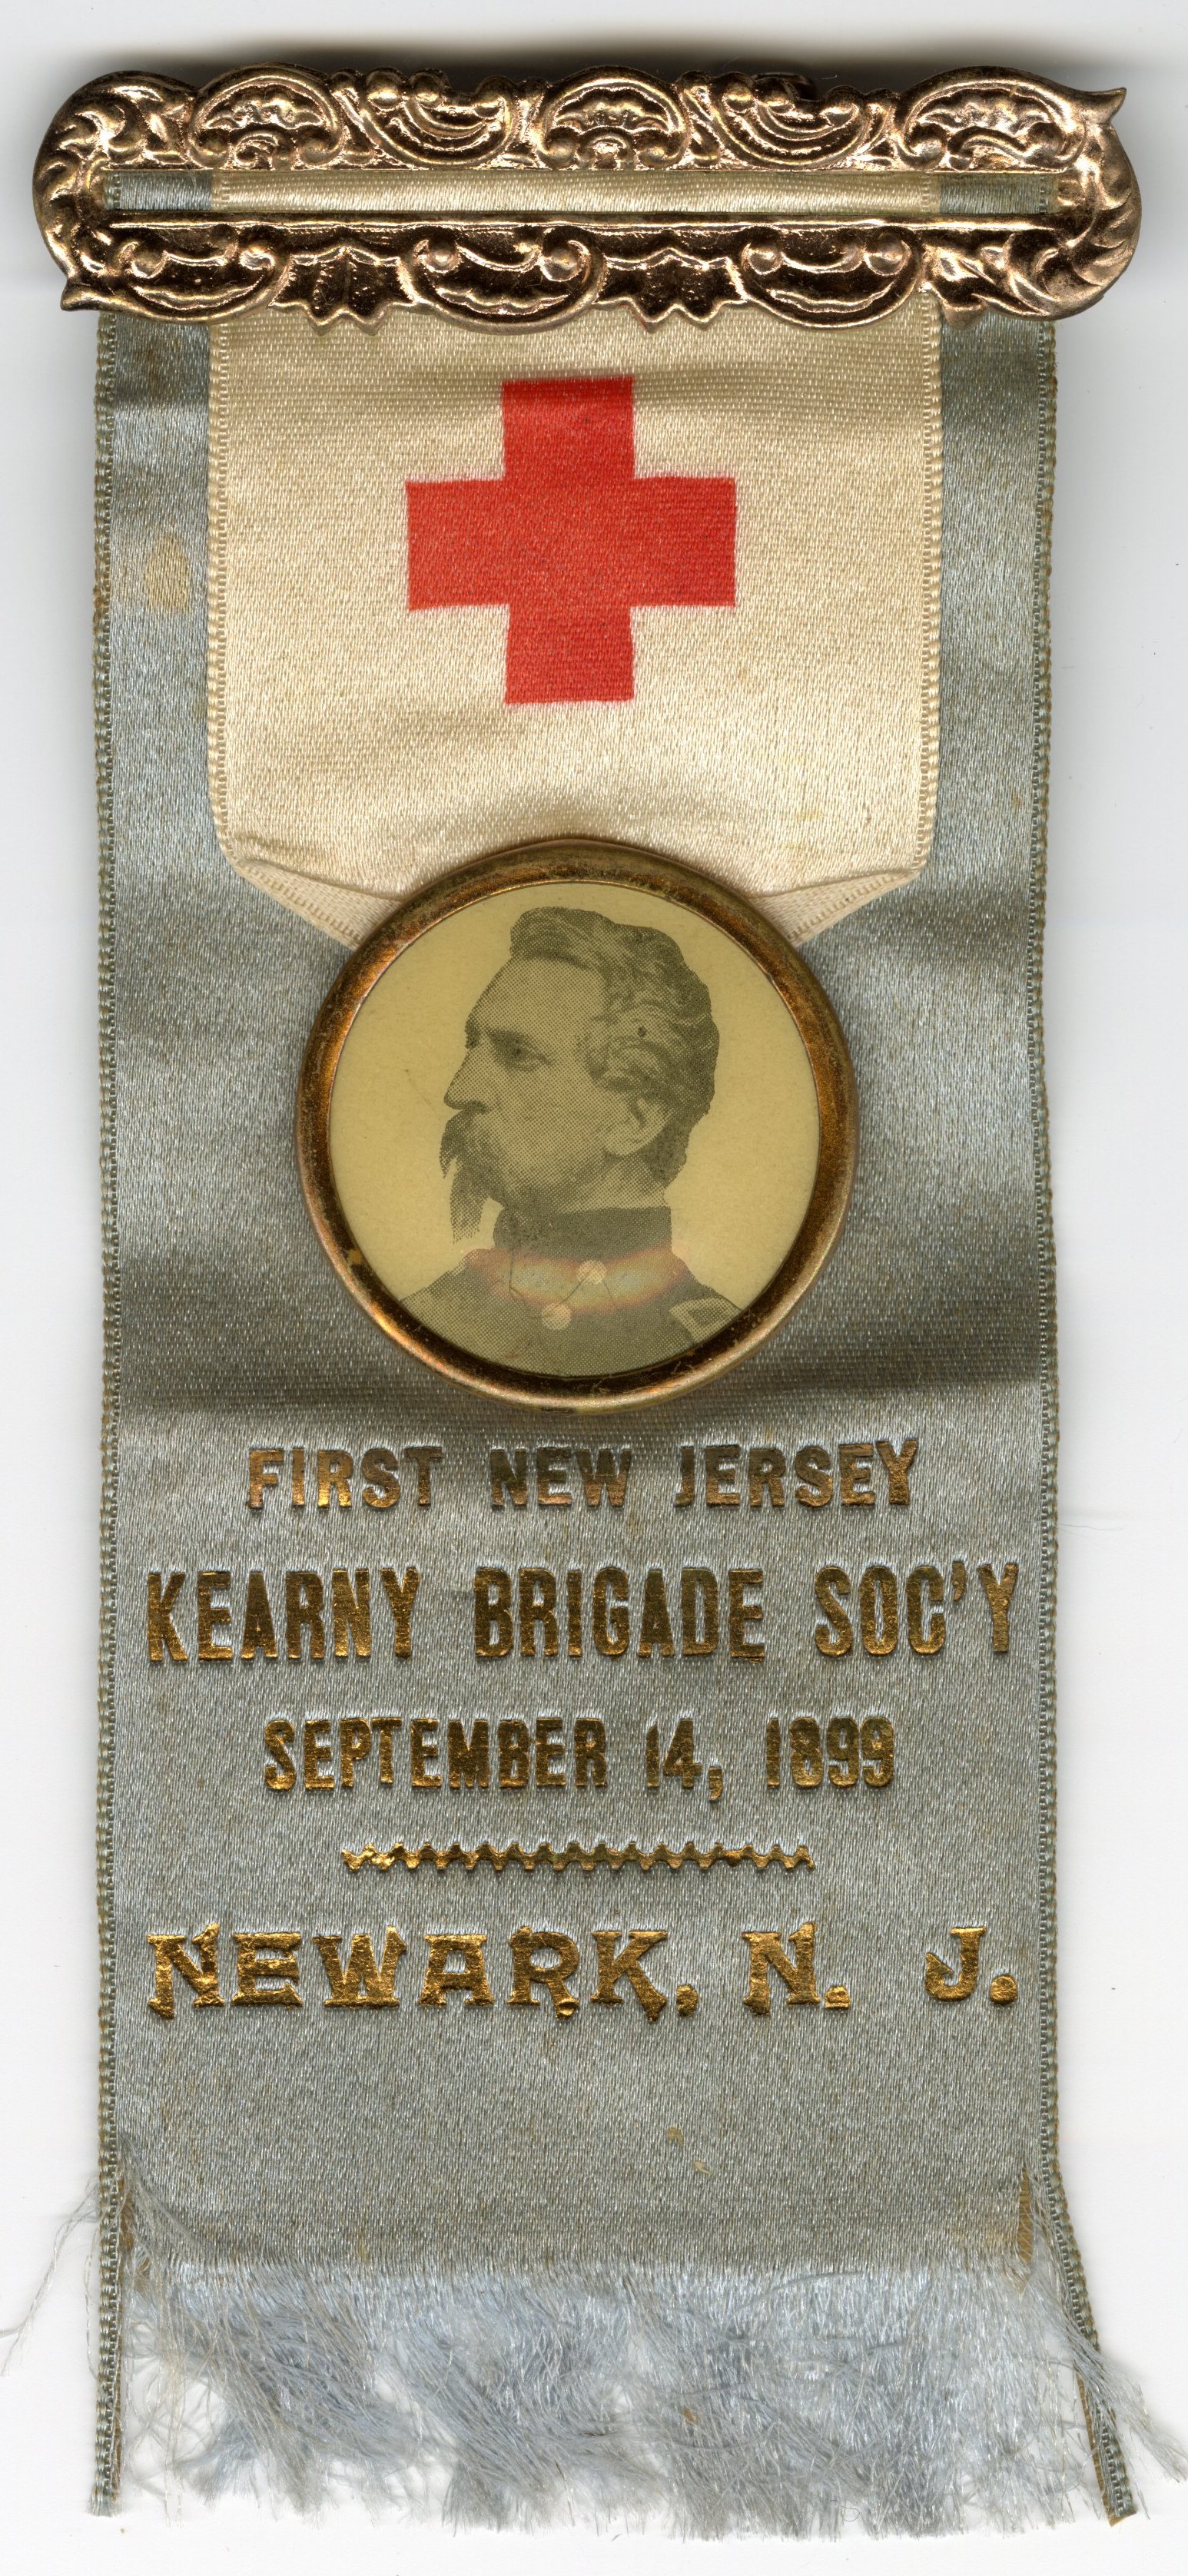 FIRST NEW JERSEY
KEARNY BRIGADE SOC'Y
SEPTEMBER 14, 1899
NEWARK, N. J.